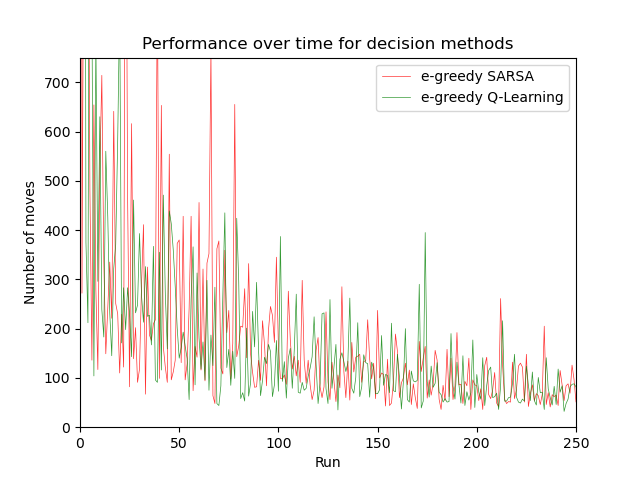 Performance over time for decision methods
e-greedy SARSA
e-greedy Q-Learning
Number of moves
700
600
500
400
300
200
100
0
0 50 100 150 200 250
Run